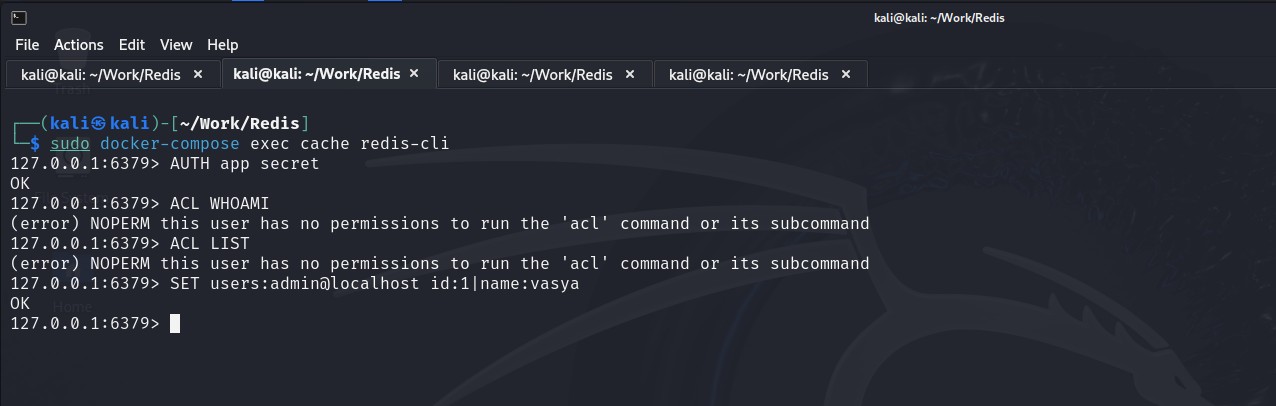 kali@kali: ~/Work/Redis
File Actions Edit View Help
kali@kali: ~/Work/Redis × kali@kali: ~/Work/Redis × kali@kali: ~/Work/Redis × kali@kali: ~/Work/Redis ×
┌──(kali㉿kali)-[~/Work/Redis]
└─$ sudo docker-compose exec cache redis-cli
127.0.0.1:6379> AUTH app secret
OK
127.0.0.1:6379> ACL WHOAMI
(error) NOPERM this user has no permissions to run the 'acl' command or its subcommand
127.0.0.1:6379> ACL LIST
(error) NOPERM this user has no permissions to run the 'acl' command or its subcommand
127.0.0.1:6379> SET users:admin@localhost id:1|name:vasya
OK
Home
127.0.0.1:6379>